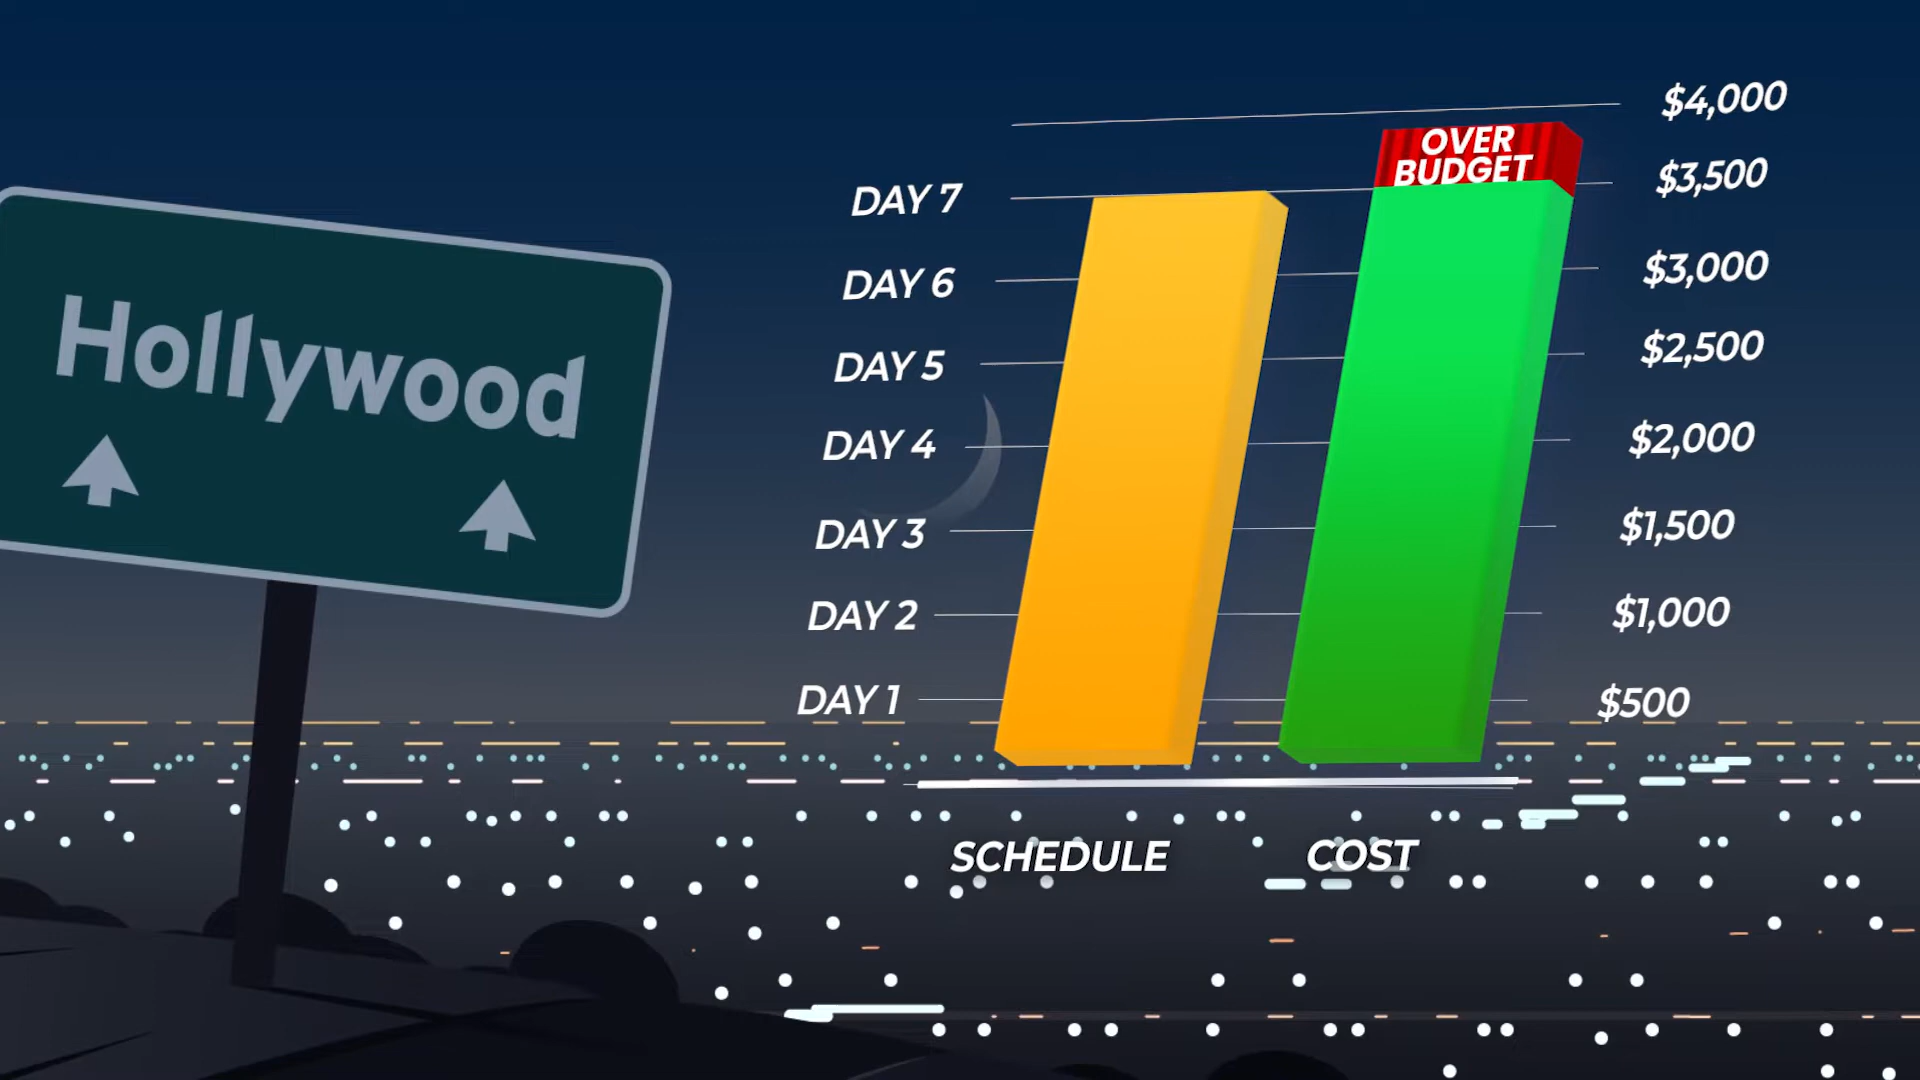 Hollywood
$4,000
OVER
BUDGET
DAY 7
$3,500
DAY 6
$3,000
DAY 5
$2,500
DAY 4
$2,000
DAY 3
$1,500
DAY 2
$1,000
DAY 1
$500
SCHEDULE
COST